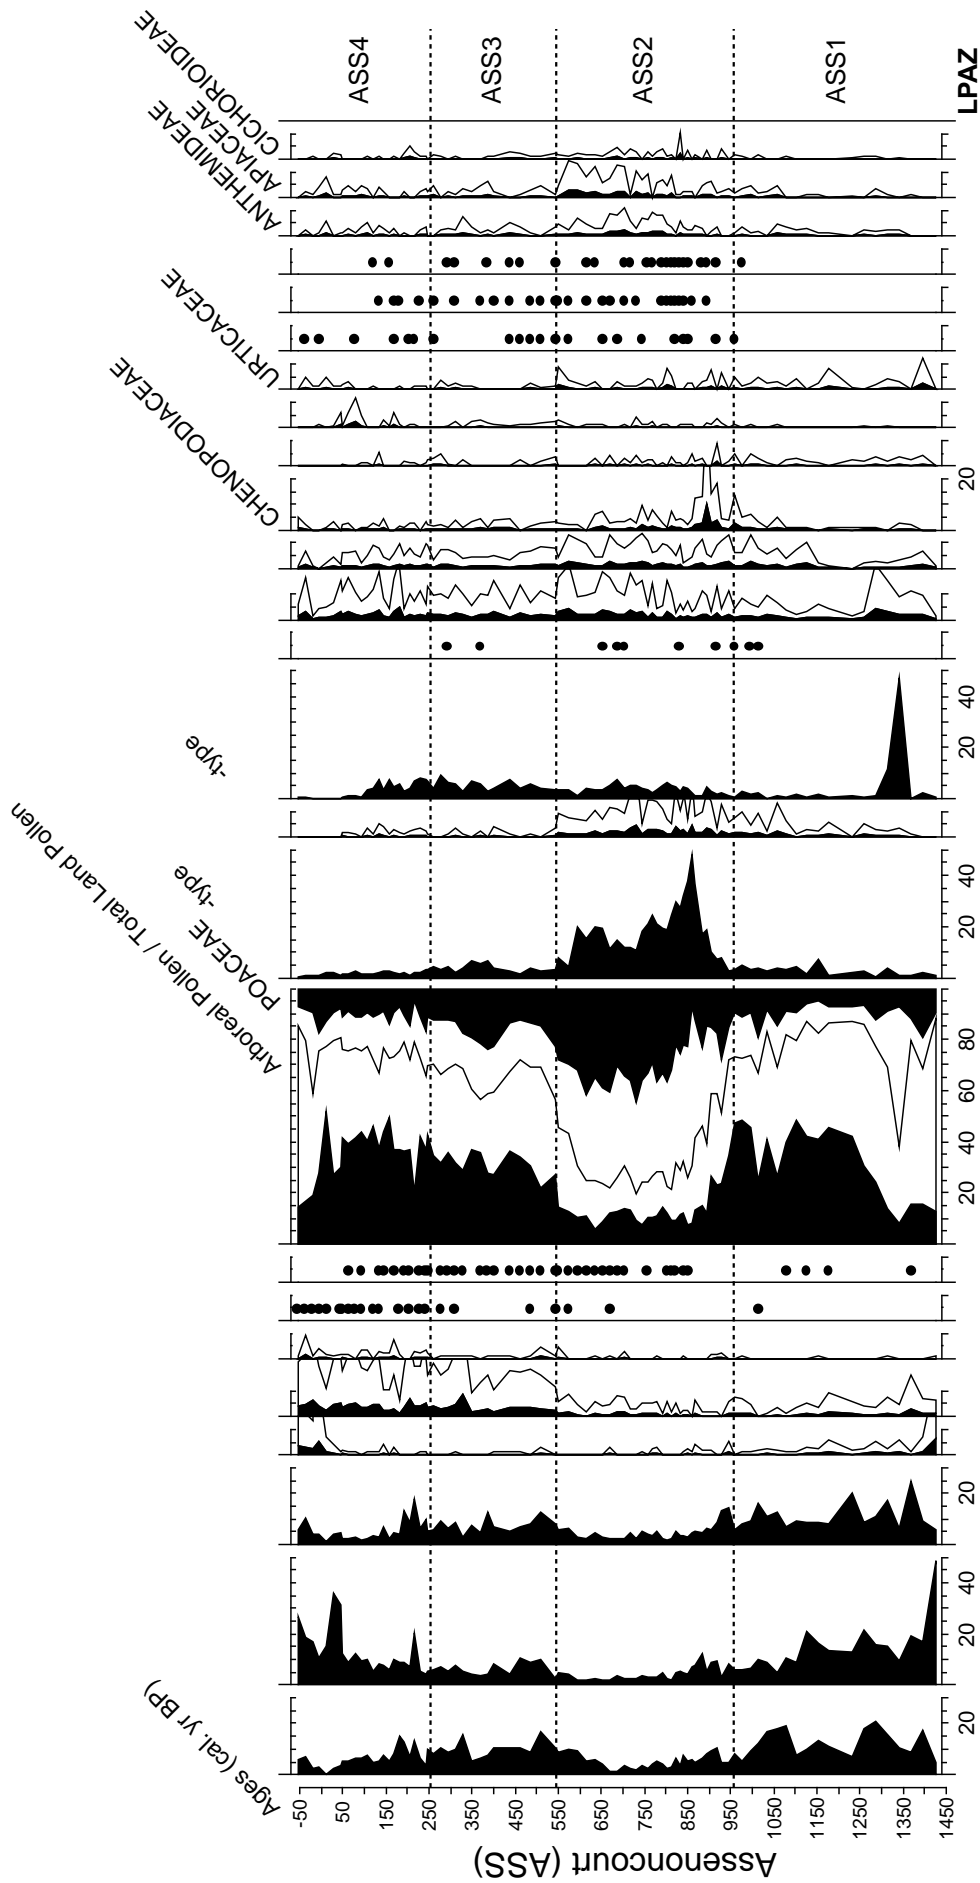 Assenoncourt (ASS)
Ages (cal. yr BP)
-50
50
150
250
350
450
550
650
750
850
950
1050
1150
1250
1350
1450
20
20
40
20
20
40
60
80
Arboreal Pollen / Total Land Pollen
POACEAE
-type
20
40
-type
20
40
CHENOPODIACEAE
20
URTICACEAE
ANTHEMIDEAE
APIACEAE
CICHORIOIDEAE
ASS4
ASS3
ASS2
ASS1
LPAZ